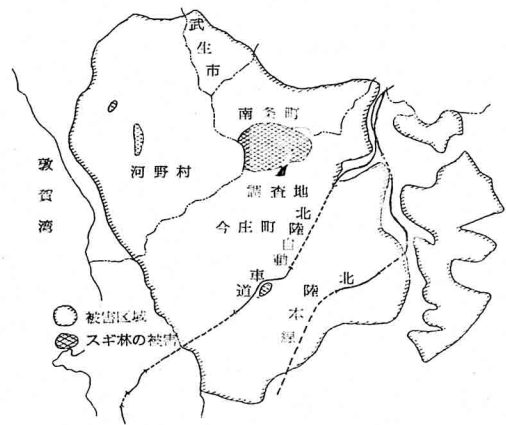 武生市
南条町
河野村
敦賀湾
調査地
今庄町
北陸自動車道
北陸本線
被害区域
スギ林の被害